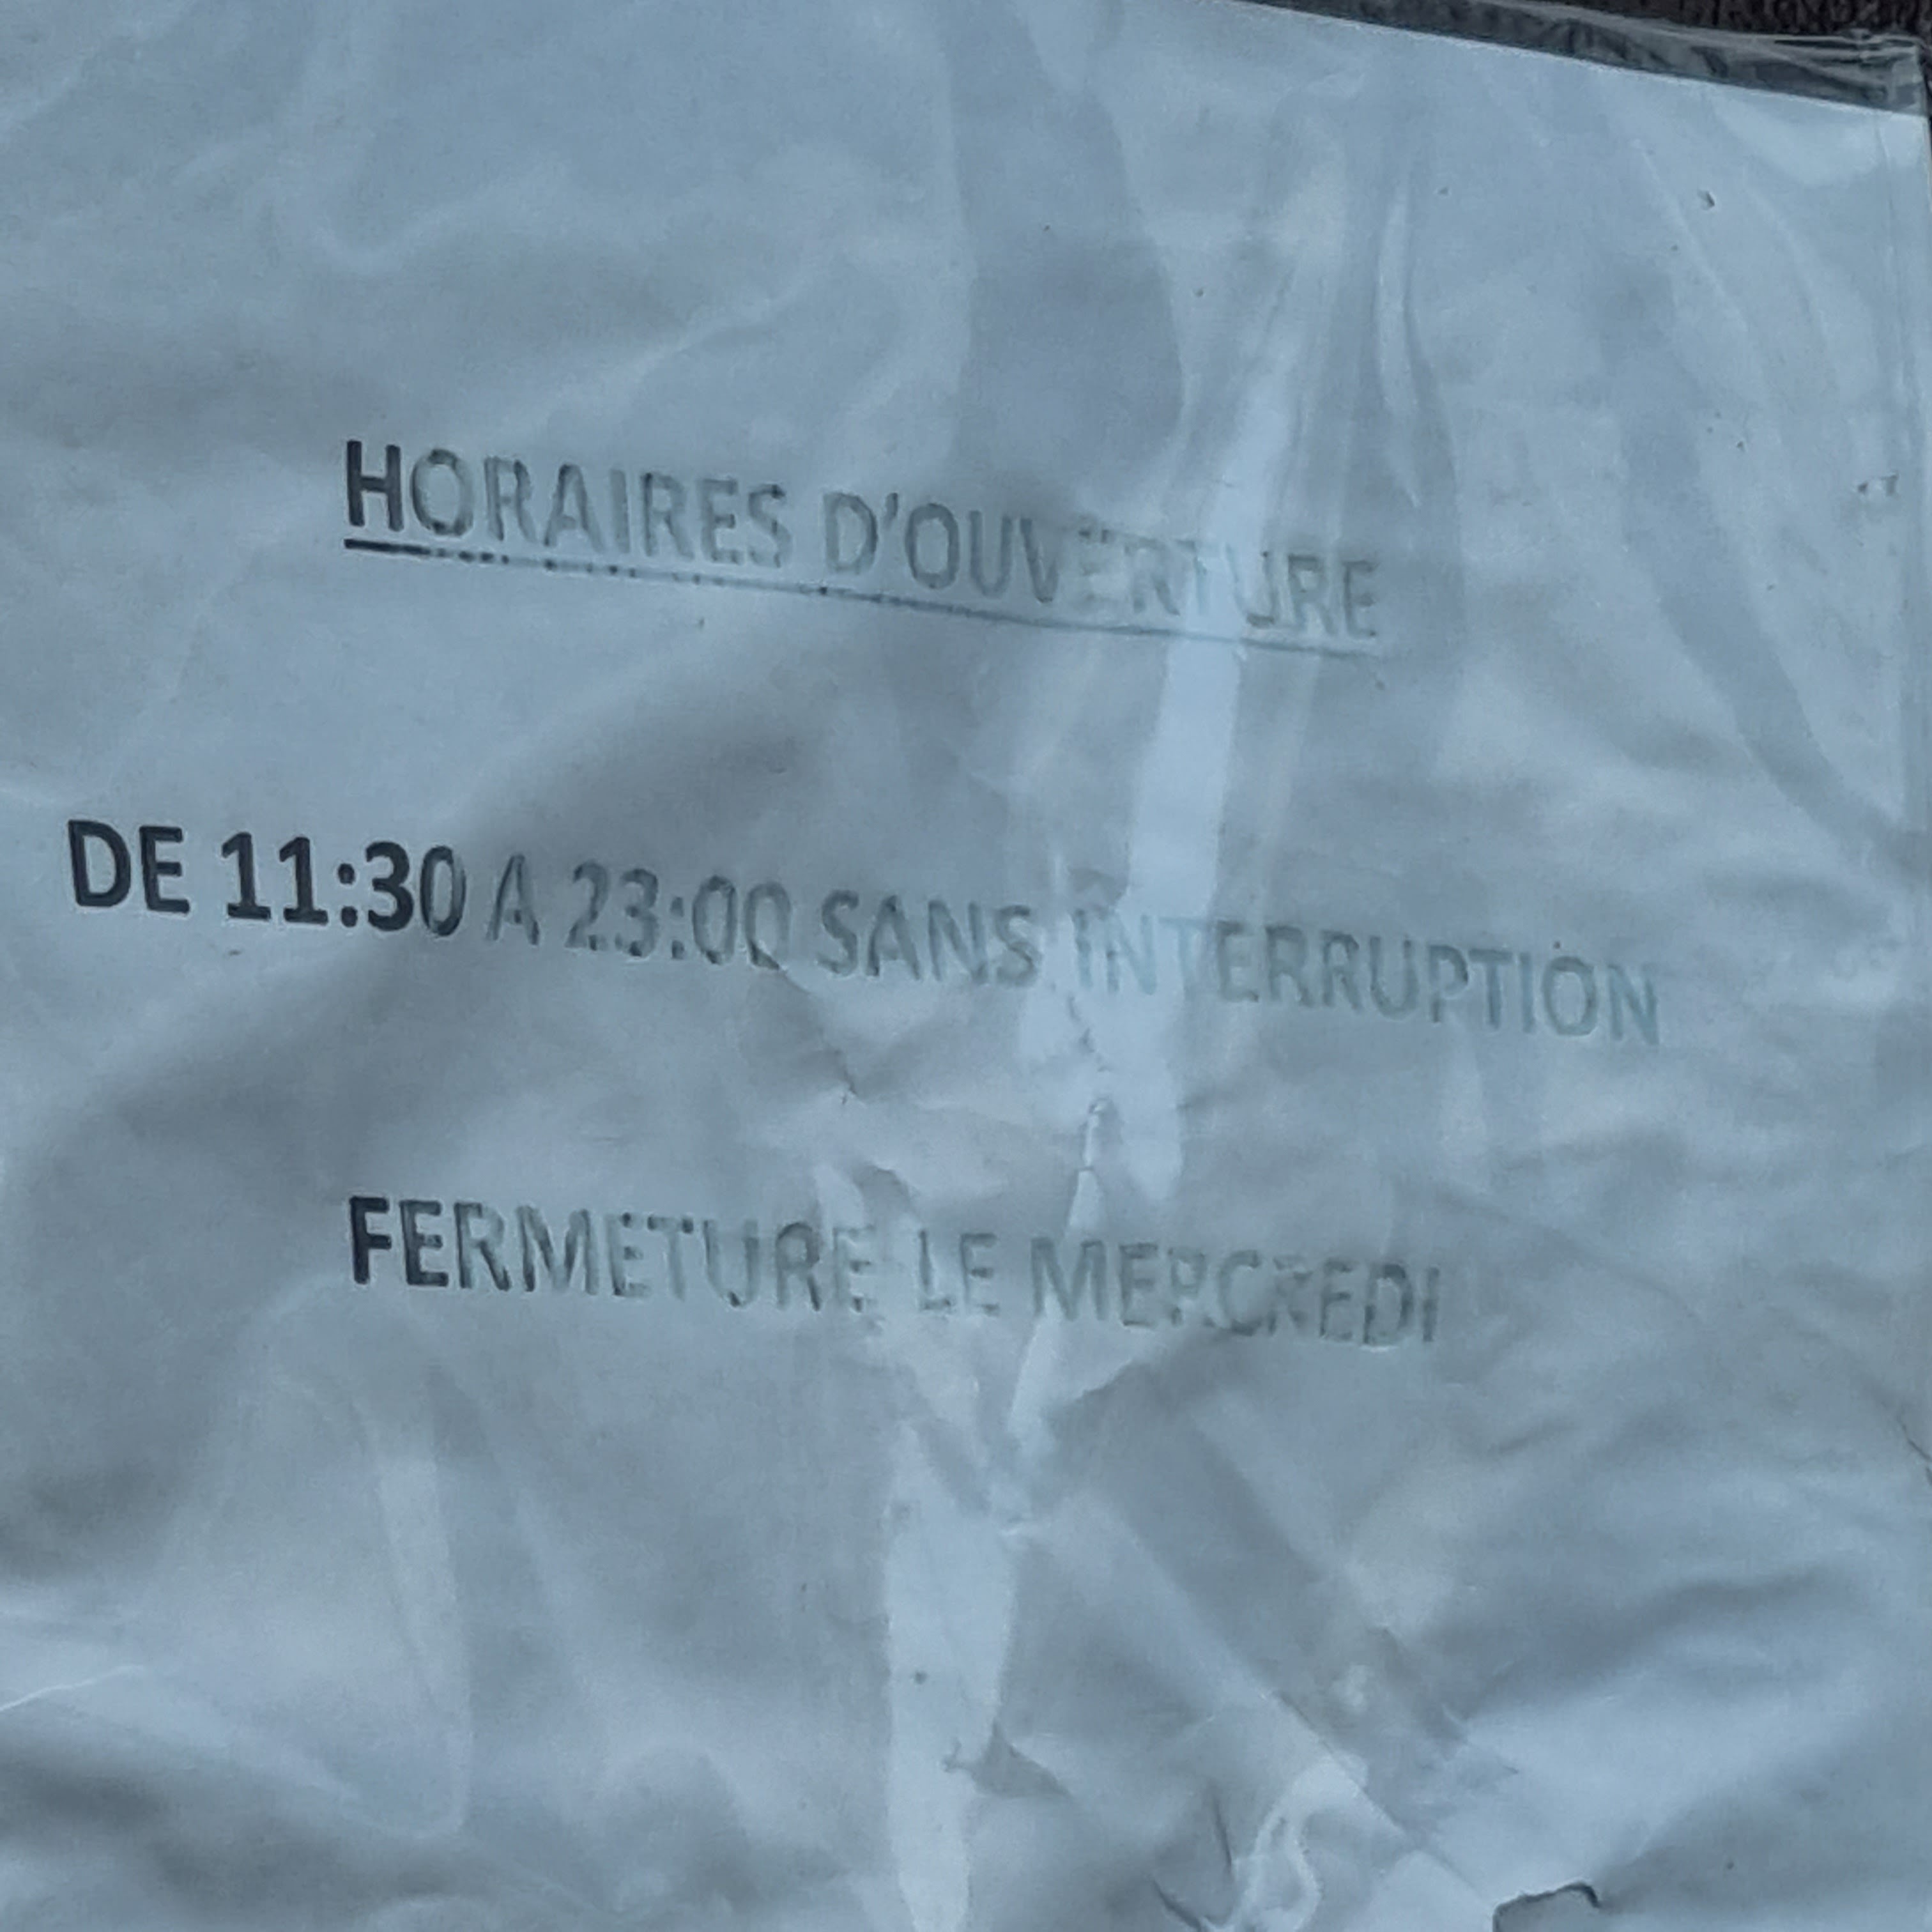 HORAIRES D'OUVERTURE
DE 11:30 A 23:00 SANS INTERRUPTION
FERMETURE LE MERCREDI